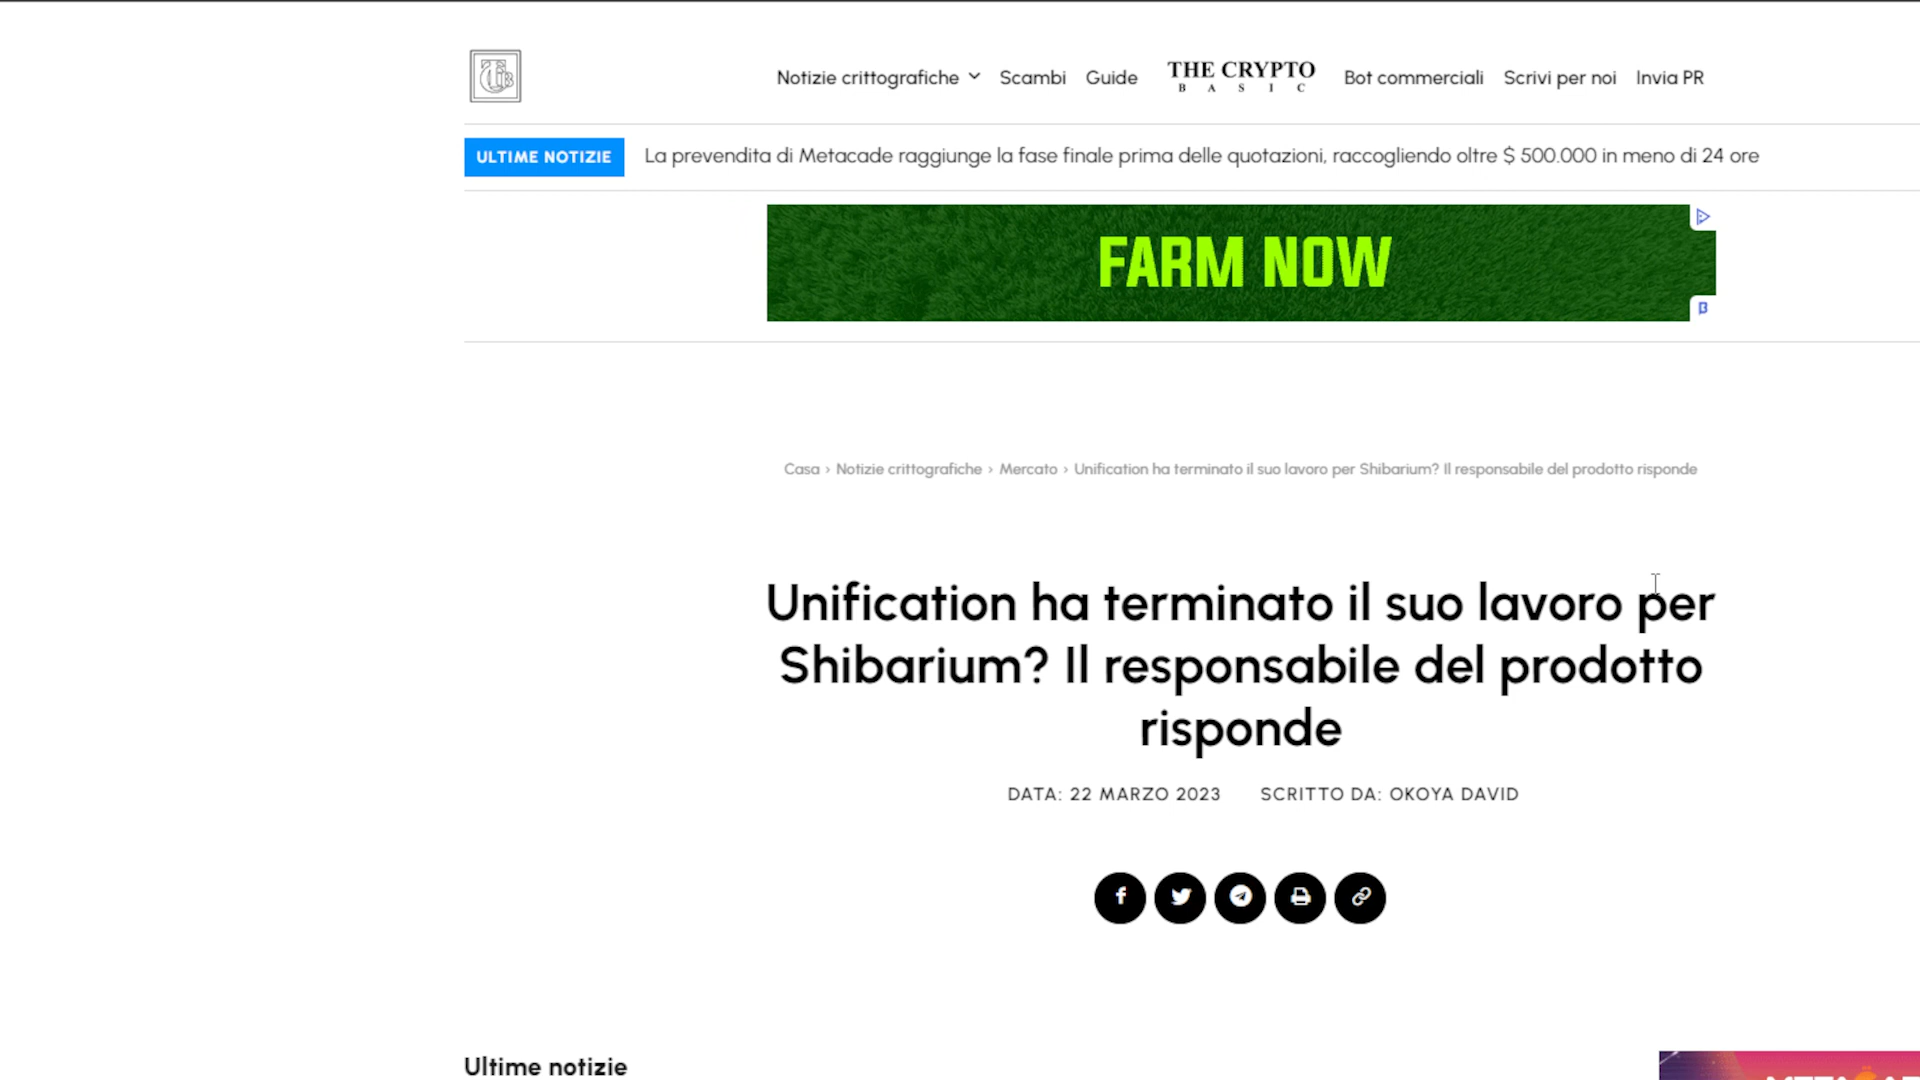 Notizie crittografiche Scambi Guide THE CRYPTO BASIC Bot commerciali Scrivi per noi Invia PR
ULTIME NOTIZIE La prevendita di Metacade raggiunge la fase finale prima delle quotazioni, raccogliendo oltre $ 500.000 in meno di 24 ore
FARM NOW
Casa › Notizie crittografiche › Mercato › Unification ha terminato il suo lavoro per Shibarium? Il responsabile del prodotto risponde
Unification ha terminato il suo lavoro per
Shibarium? Il responsabile del prodotto
risponde
DATA: 22 MARZO 2023 SCRITTO DA: OKOYA DAVID
Ultime notizie